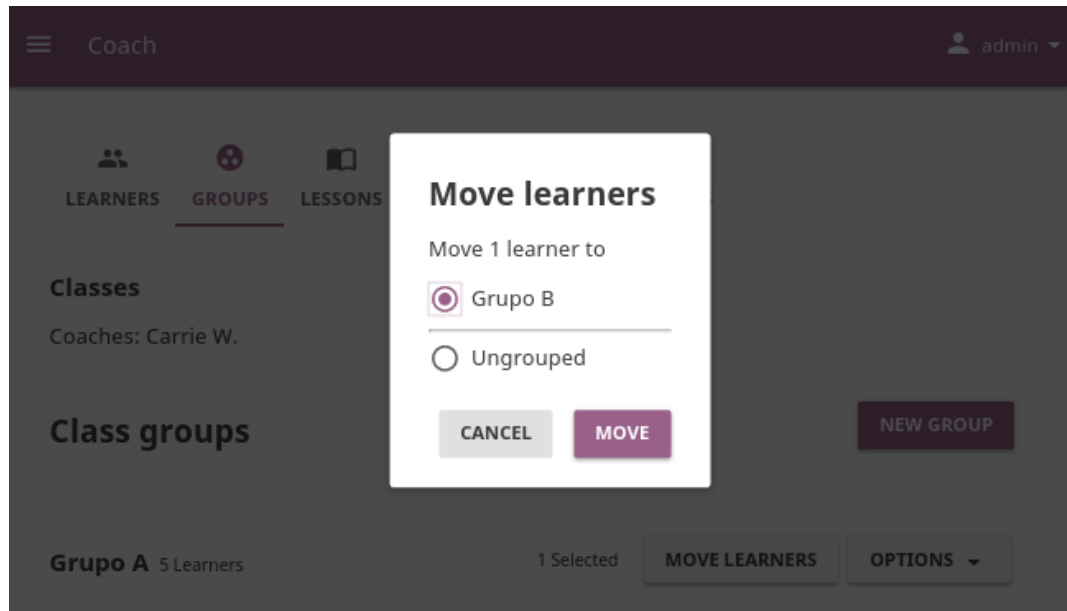 Coach
admin
LEARNERS GROUPS LESSONS
Classes
Coaches: Carrie W.
Class groups
NEW GROUP
Grupo A 5 Learners
1 Selected
MOVE LEARNERS
OPTIONS
Move learners
Move 1 learner to
Grupo B
Ungrouped
CANCEL MOVE